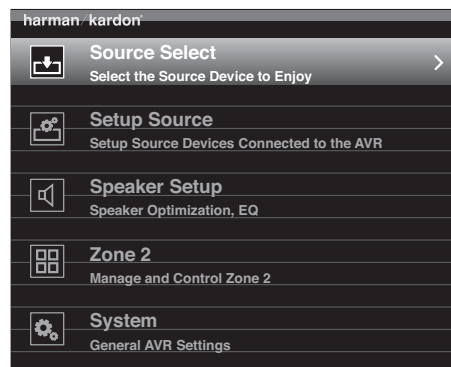 harman/kardon®
Source Select
Select the Source Device to Enjoy
Setup Source
Setup Source Devices Connected to the AVR
Speaker Setup
Speaker Optimization, EQ
Zone 2
Manage and Control Zone 2
System
General AVR Settings